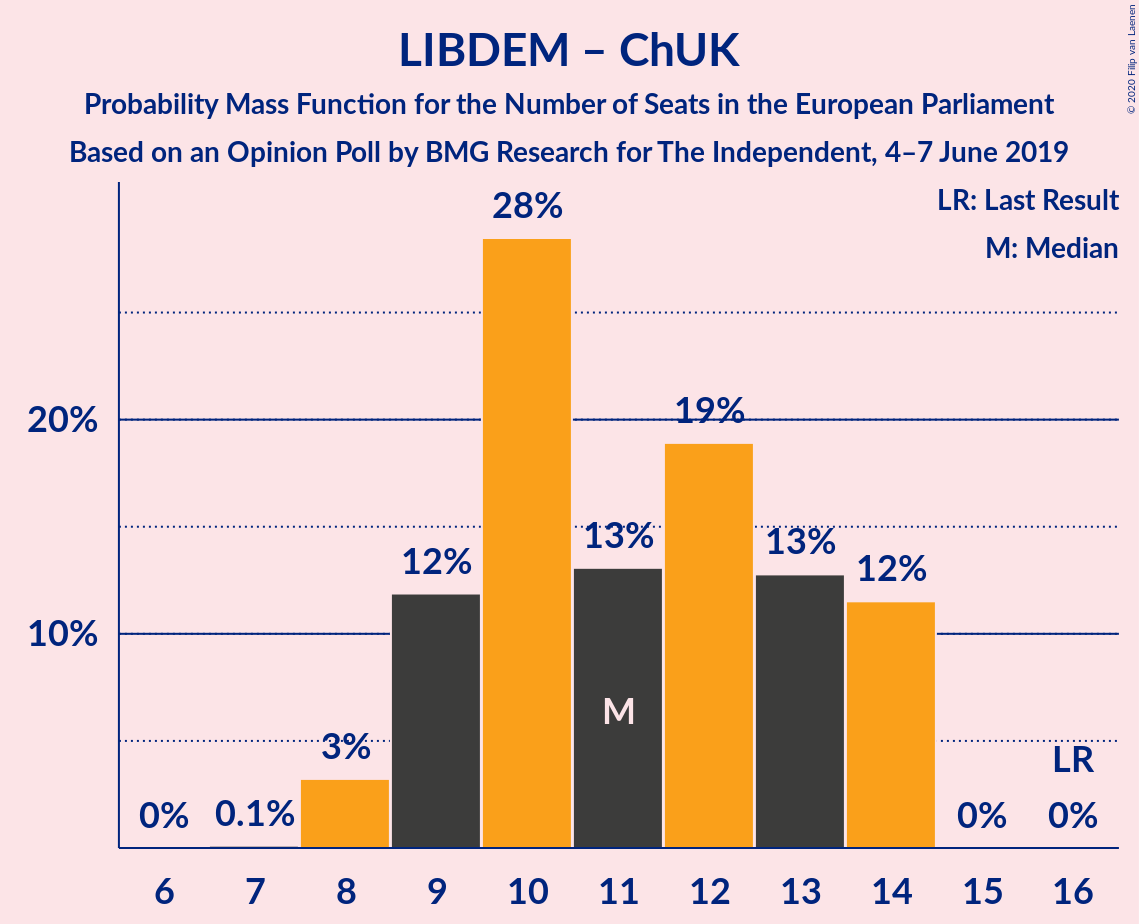 LIBDEM – ChUK
Probability Mass Function for the Number of Seats in the European Parliament
Based on an Opinion Poll by BMG Research for The Independent, 4–7 June 2019
© 2020 Filip van Laenen
LR: Last Result
M: Median
28%
20%
19%
13%
13%
12%
12%
10%
M
3%
LR
0%
0.1%
0%
0%
6 7 8 9 10 11 12 13 14 15 16